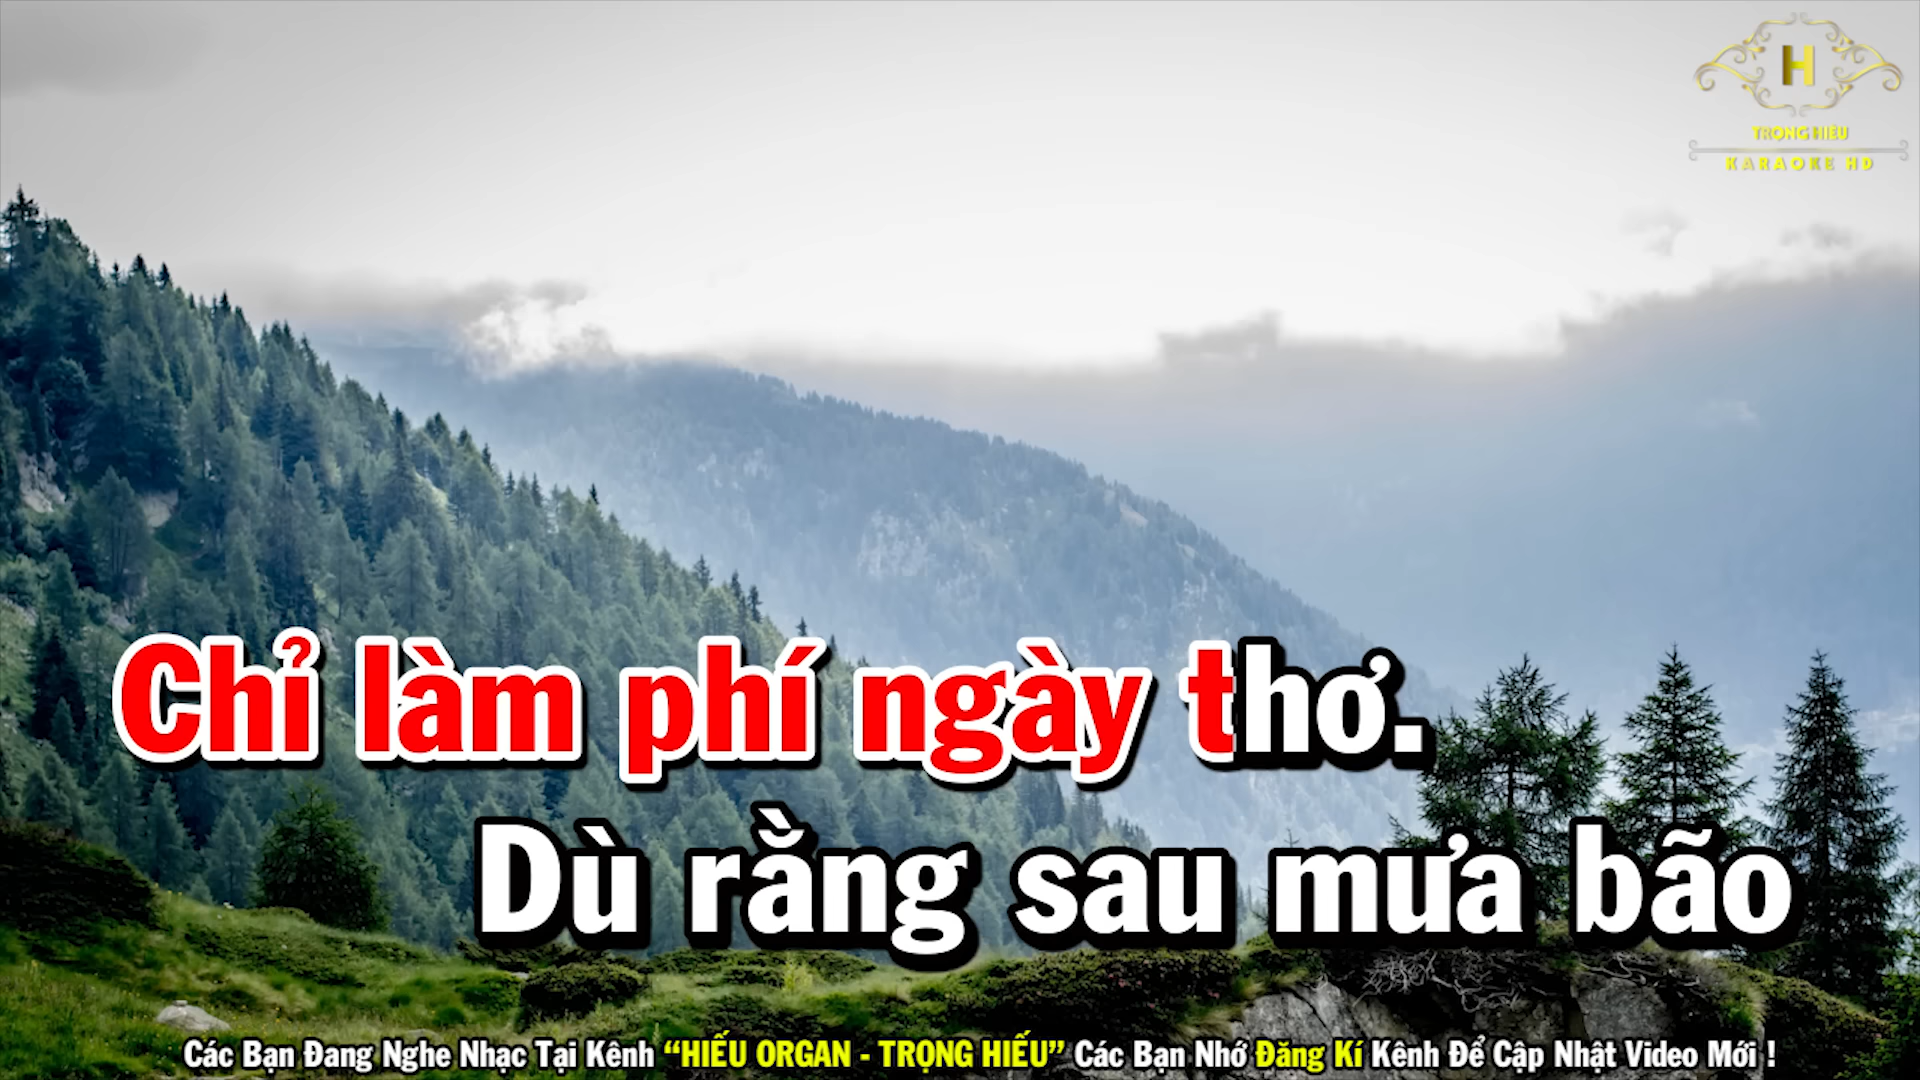 H
TRỌNG HIẾU
KARAOKE HD
Chỉ làm phí ngày thơ.
Dù rằng sau mưa bão
Các Bạn Đang Nghe Nhạc Tại Kênh “HIẾU ORGAN - TRỌNG HIẾU” Các Bạn Nhớ Đăng Kí Kênh Để Cập Nhật Video Mới !